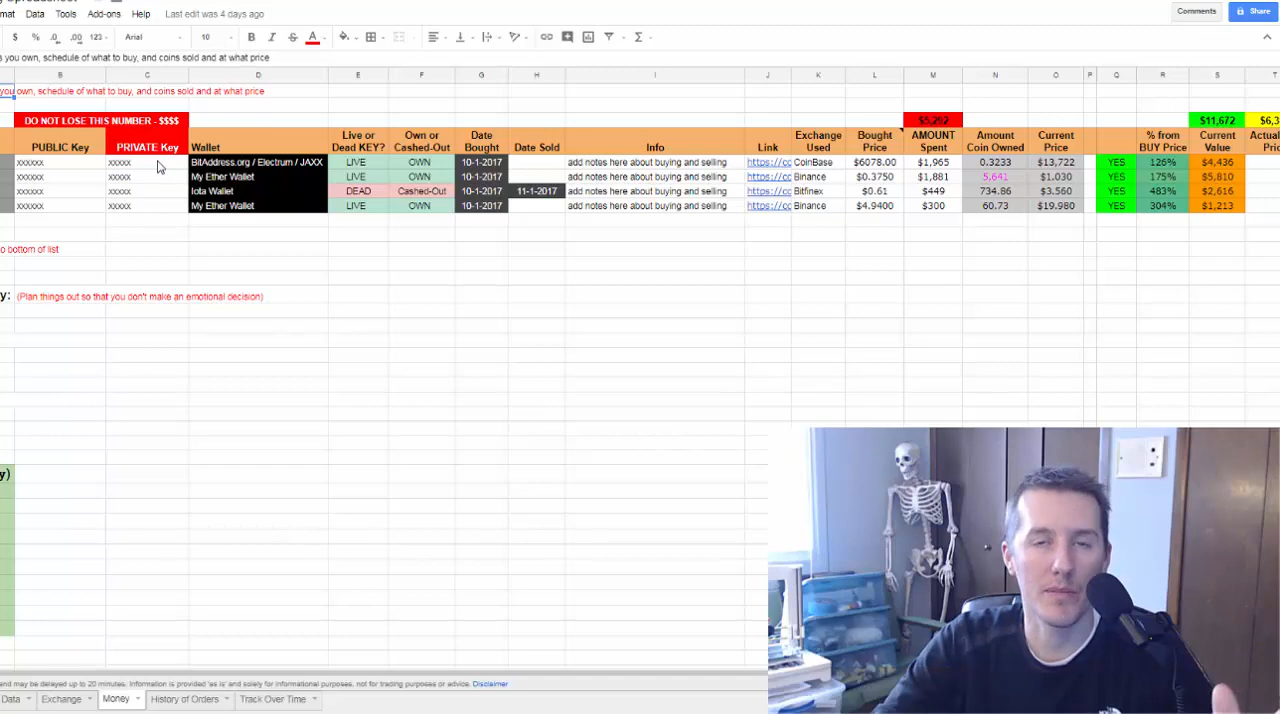 mat Data Tools Add-ons Help Last edit was 4 days ago Comments Share
$ % .0 .00 123 Arial 10 B I S A
s you own, schedule of what to buy, and coins sold and at what price
B C D E F G H I J K L M N O P Q R S T
you own, schedule of what to buy, and coins sold and at what price
DO NOT LOSE THIS NUMBER - $$$$ $5,292 $11,672 $6,3
PUBLIC Key PRIVATE Key Wallet Live or Dead KEY? Own or Cashed-Out Date Bought Date Sold Info Link Exchange Used Bought Price AMOUNT Spent Amount Coin Owned Current Price % from BUY Price Current Value Actual P
xxxxxx xxxxx BitAddress.org / Electrum / JAXX LIVE OWN 10-1-2017 add notes here about buying and selling https://cc CoinBase $6078.00 $1,965 0.3233 $13,722 YES 126% $4,436
xxxxxx xxxxx My Ether Wallet LIVE OWN 10-1-2017 add notes here about buying and selling https://cc Binance $0.3750 $1,881 5,641 $1.030 YES 175% $5,810
xxxxxx xxxxx Iota Wallet DEAD Cashed-Out 10-1-2017 11-1-2017 add notes here about buying and selling https://cc Bitfinex $0.61 $449 734.86 $3.560 YES 483% $2,616
xxxxxx xxxxx My Ether Wallet LIVE OWN 10-1-2017 add notes here about buying and selling https://cc Binance $4.9400 $300 60.73 $19.980 YES 304% $1,213
o bottom of list
y: (Plan things out so that you don't make an emotional decision)
y)
and may be delayed up to 20 minutes. Information is provided 'as is' and solely for informational purposes, not for trading purposes or advice. Disclaimer
Data Exchange Money History of Orders Track Over Time